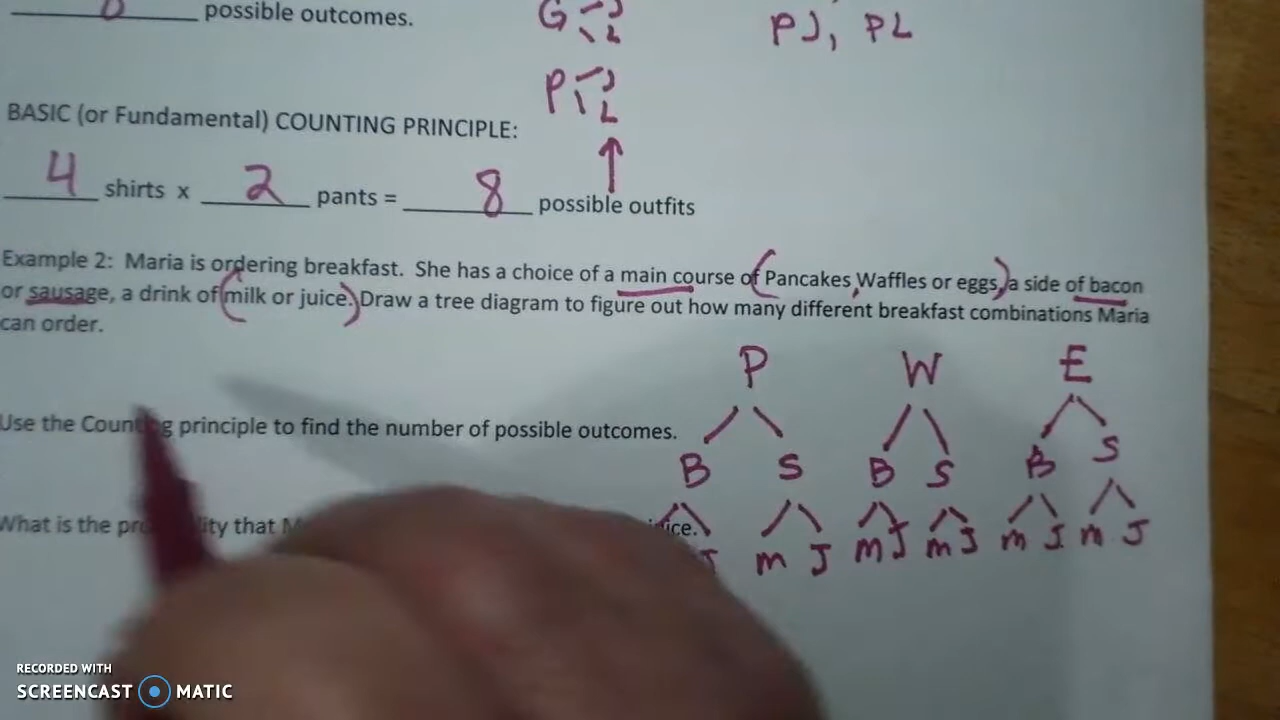 possible outcomes.
G J L
PJ, PL
P J L
BASIC (or Fundamental) COUNTING PRINCIPLE:
4 shirts x 2 pants = 8 possible outfits
Example 2: Maria is ordering breakfast. She has a choice of a main course of Pancakes, Waffles or eggs, a side of bacon
or sausage, a drink of milk or juice. Draw a tree diagram to figure out how many different breakfast combinations Maria
can order.
P W E
Use the Counting principle to find the number of possible outcomes.
B S B S B S
What is the that M
m J m J m J m J m J
RECORDED WITH
SCREENCAST MATIC